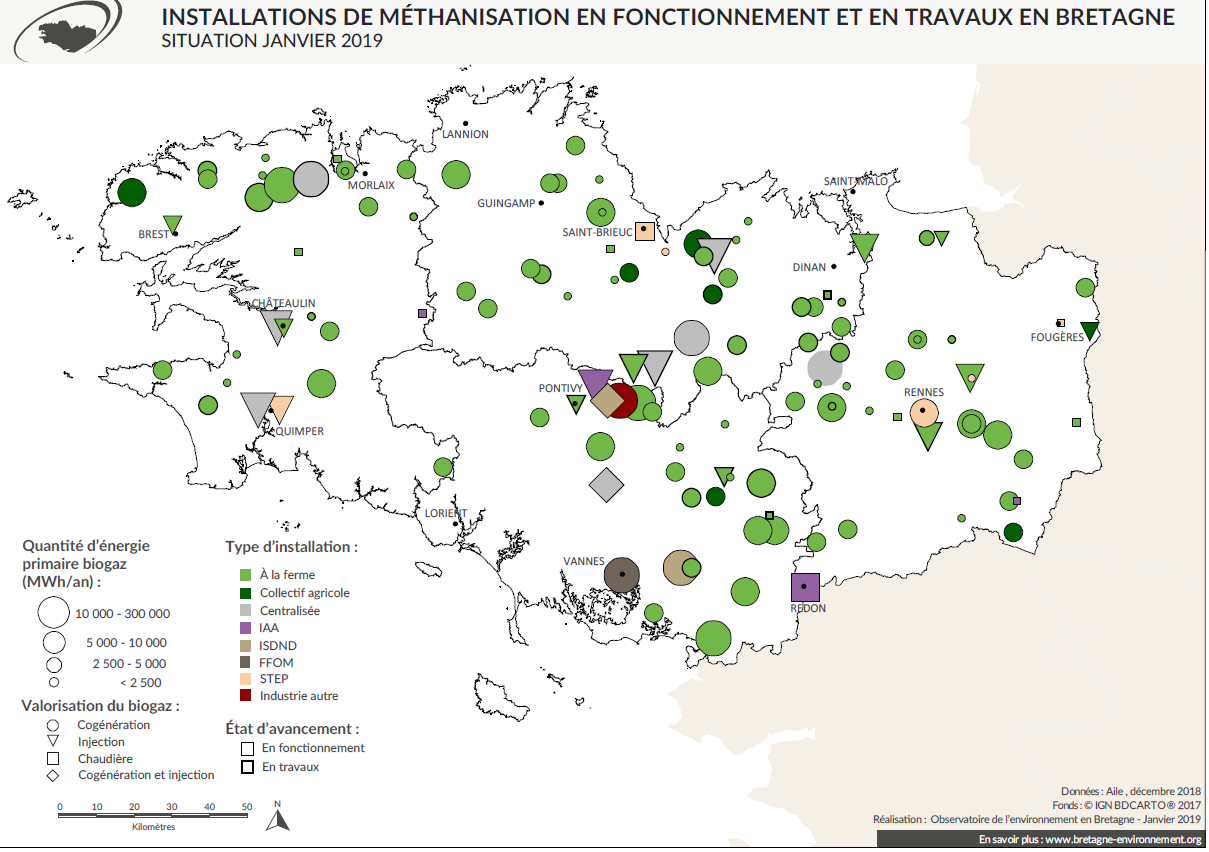 INSTALLATIONS DE MÉTHANISATION EN FONCTIONNEMENT ET EN TRAVAUX EN BRETAGNE
SITUATION JANVIER 2019
LANNION
MORLAIX
SAINT-MALO
GUINGAMP
BREST
SAINT-BRIEUC
DINAN
CHÂTEAULIN
FOUGÈRES
PONTIVY
RENNES
QUIMPER
LORIENT
VANNES
REDON
Quantité d'énergie
primaire biogaz
(MWh/an) :
10 000 - 300 000
5 000 - 10 000
2 500 - 5 000
< 2 500
Valorisation du biogaz :
Cogénération
Injection
Chaudière
Cogénération et injection
Type d'installation :
À la ferme
Collectif agricole
Centralisée
IAA
ISDND
FFOM
STEP
Industrie autre
État d'avancement :
En fonctionnement
En travaux
0 10 20 30 40 50
Kilomètres
N
Données : Aile , décembre 2018
Fonds : © IGN BDCARTO® 2017
Réalisation : Observatoire de l'environnement en Bretagne - Janvier 2019
En savoir plus : www.bretagne-environnement.org